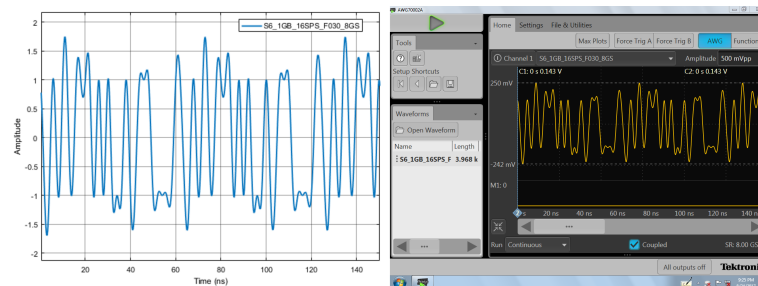 S6_1GB_16SPS_F030_8GS
2
1.5
1
0.5
0
-0.5
-1
-1.5
-2
Amplitude
20 40 60 80 100 120 140
Time (ns)
AWG70002A
Home Settings File & Utilities
Max Plots Force Trig A Force Trig B AWG Function
Tools
Setup Shortcuts
Channel 1 S6_1GB_16SPS_F030_8GS Amplitude 500 mVpp
C1: 0 s 0.143 V C2: 0 s 0.143 V
250 mV
Waveforms
Open Waveform
Name Length
S6_1GB_16SPS_F 3.968 k
-242 mV
M1: 0
20 ns 40 ns 60 ns 80 ns 100 ns 120 ns 140 n
Run Continuous Coupled SR: 8.00 GS
All outputs off Tektroni